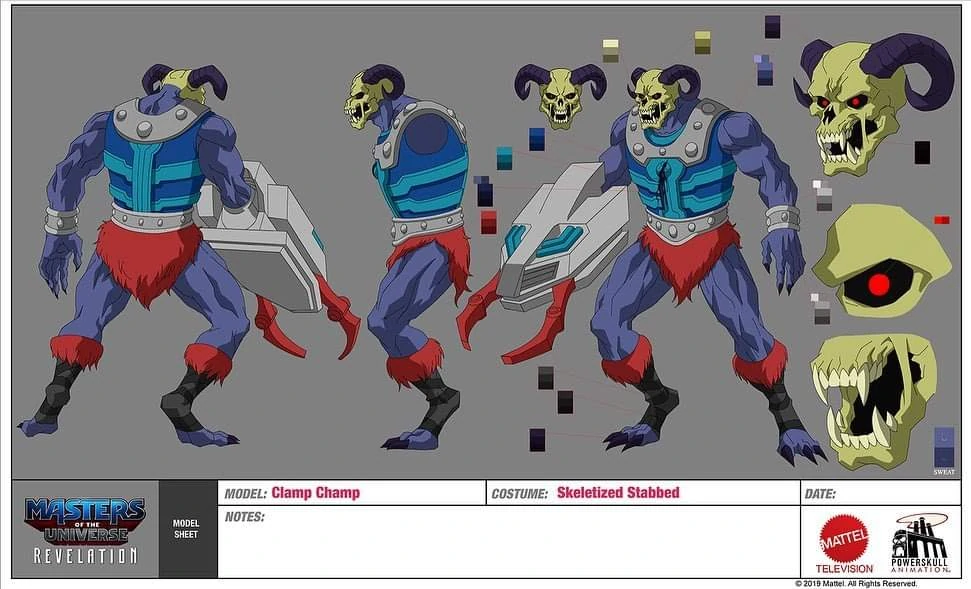 SWEAT
MASTERS
OF THE
UNIVERSE
REVELATION
MODEL
SHEET
MODEL: Clamp Champ
COSTUME: Skeletized Stabbed
DATE:
NOTES:
MATTEL
TELEVISION
POWERSKULL
ANIMATION
© 2019 Mattel. All Rights Reserved.